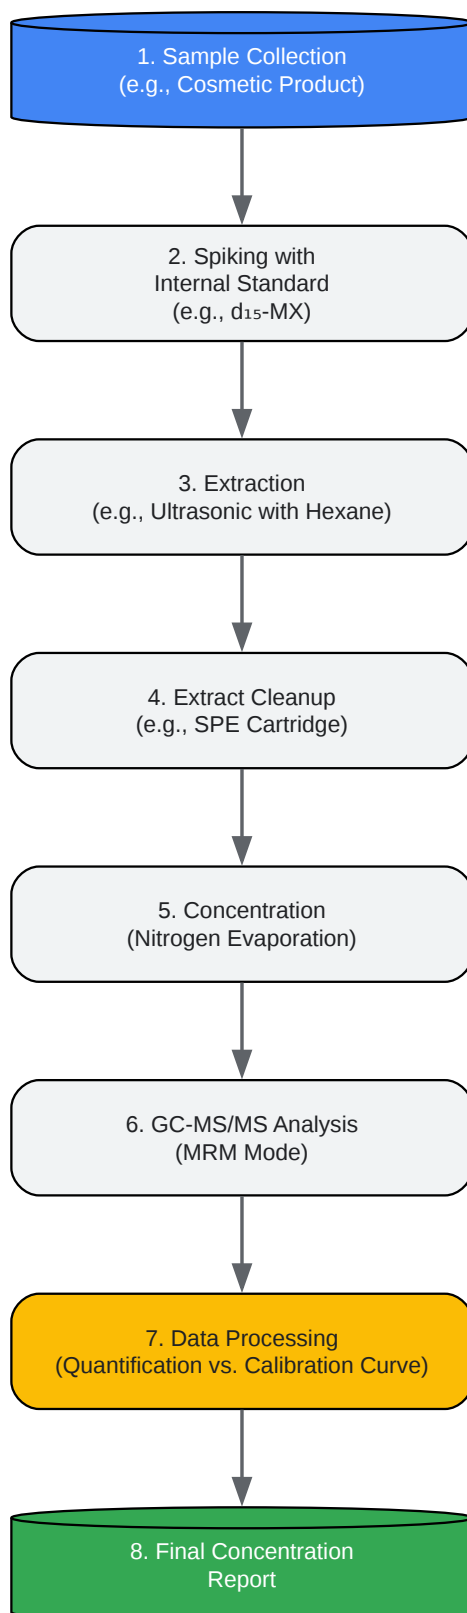 1. Sample Collection
(e.g., Cosmetic Product)
2. Spiking with
Internal Standard
(e.g., d₁₅-MX)
3. Extraction
(e.g., Ultrasonic with Hexane)
4. Extract Cleanup
(e.g., SPE Cartridge)
5. Concentration
(Nitrogen Evaporation)
6. GC-MS/MS Analysis
(MRM Mode)
7. Data Processing
(Quantification vs. Calibration Curve)
8. Final Concentration
Report